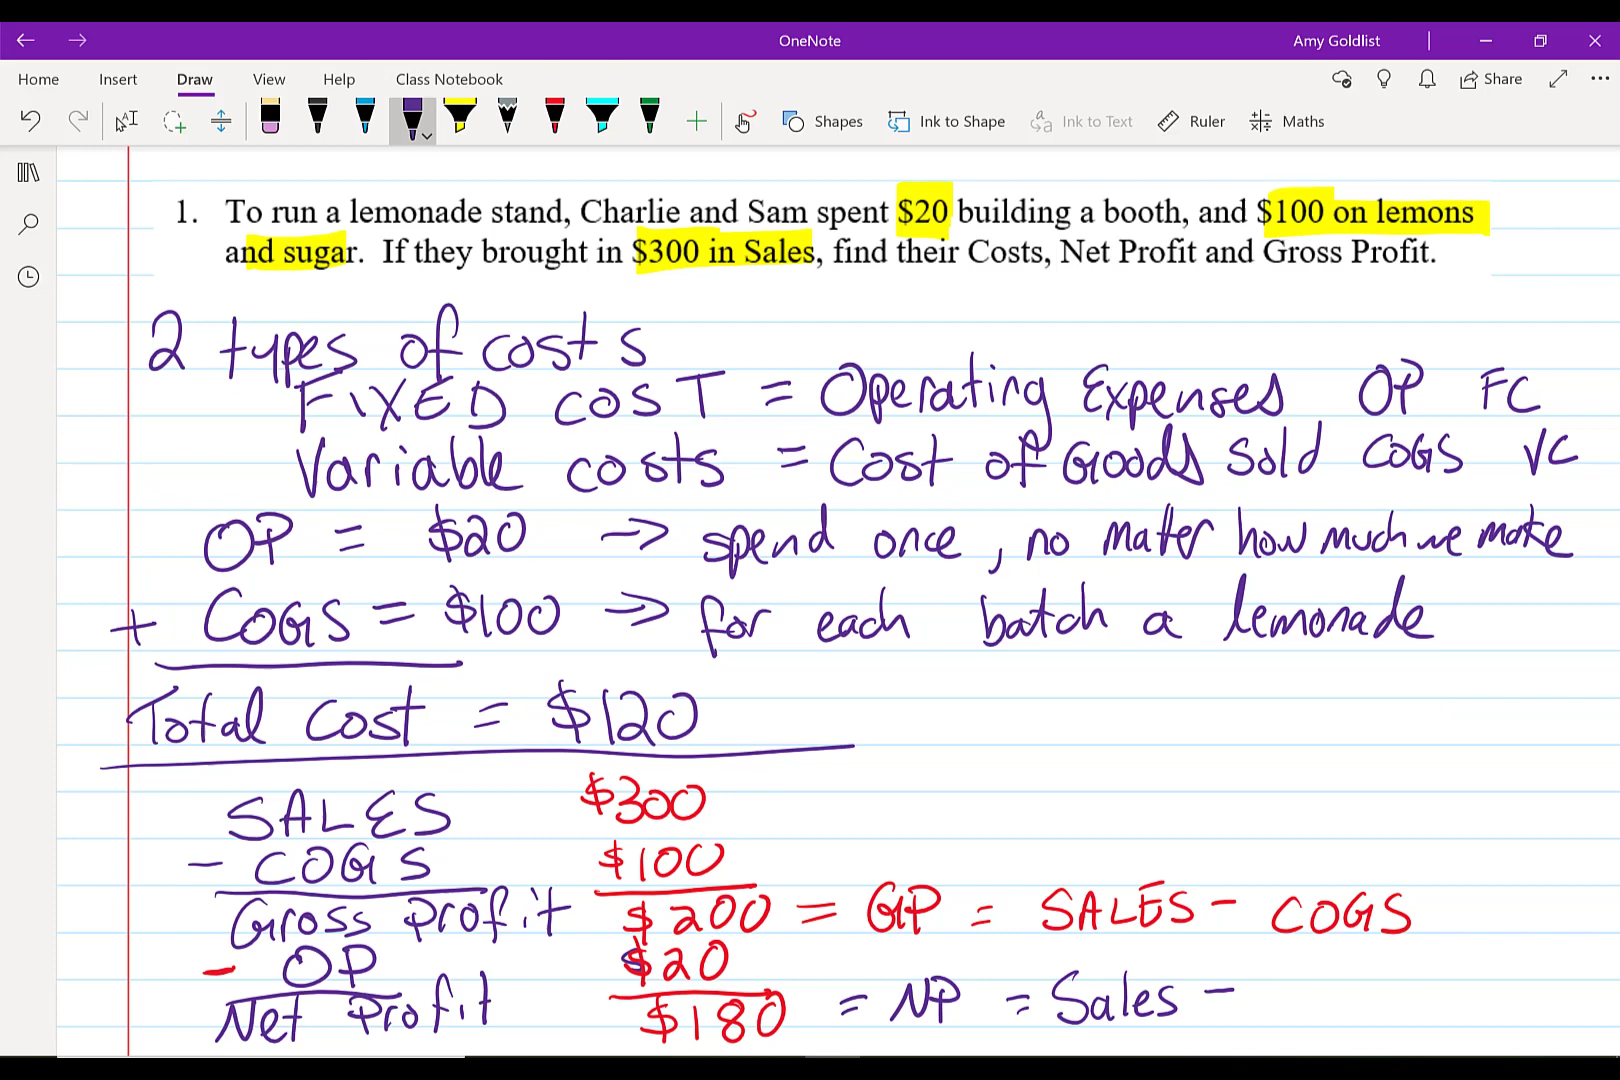 OneNote
Amy Goldlist
Home Insert Draw View Help Class Notebook
Share
Shapes Ink to Shape Ink to Text Ruler Maths
1. To run a lemonade stand, Charlie and Sam spent $20 building a booth, and $100 on lemons
and sugar. If they brought in $300 in Sales, find their Costs, Net Profit and Gross Profit.
2 types of costs
FIXED COST = Operating Expenses OP FC
Variable costs = Cost of Goods Sold COGS VC
OP = $20 → spend once, no matter how much we make
+ COGS = $100 → for each batch a lemonade
Total Cost = $120
SALES $300
- COGS $100
Gross Profit $200 = GP = SALES - COGS
- OP $20
Net Profit $180 = NP = Sales -